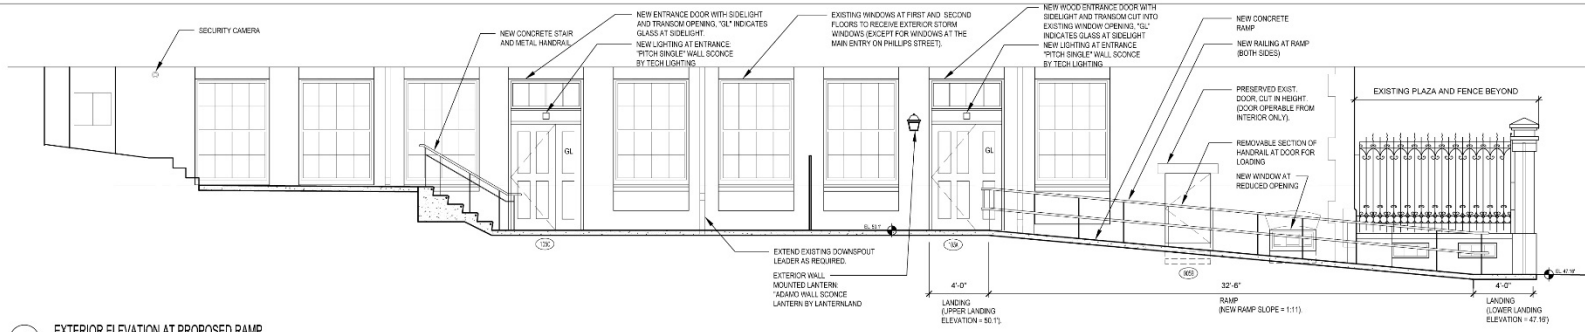 SECURITY CAMERA
NEW CONCRETE STAIR
AND METAL HANDRAIL
NEW ENTRANCE DOOR WITH SIDELIGHT
AND TRANSOM OPENING. "GL" INDICATES
GLASS AT SIDELIGHT.
NEW LIGHTING AT ENTRANCE:
"PITCH SINGLE" WALL SCONCE
BY TECH LIGHTING
EXISTING WINDOWS AT FIRST AND SECOND
FLOORS TO RECEIVE EXTERIOR STORM
WINDOWS (EXCEPT FOR WINDOWS AT THE
MAIN ENTRY ON PHILLIPS STREET).
NEW WOOD ENTRANCE DOOR WITH
SIDELIGHT AND TRANSOM CUT INTO
EXISTING WINDOW OPENING, "GL"
INDICATES GLASS AT SIDELIGHT
NEW LIGHTING AT ENTRANCE:
"PITCH SINGLE" WALL SCONCE
BY TECH LIGHTING
NEW CONCRETE
RAMP
NEW RAILING AT RAMP
(BOTH SIDES)
PRESERVED EXIST.
DOOR, CUT IN HEIGHT.
(DOOR OPERABLE FROM
INTERIOR ONLY).
REMOVABLE SECTION OF
HANDRAIL AT DOOR FOR
LOADING
NEW WINDOW AT
REDUCED OPENING
EXISTING PLAZA AND FENCE BEYOND
GL
GL
EL. 50.1'
EL. 47.16'
EXTEND EXISTING DOWNSPOUT
LEADER AS REQUIRED.
EXTERIOR WALL
MOUNTED LANTERN:
"ADAMO WALL SCONCE
LANTERN BY LANTERNLAND
4'-0"
LANDING
(UPPER LANDING
ELEVATION = 50.1').
32'-6"
RAMP
(NEW RAMP SLOPE = 1:11).
4'-0"
LANDING
(LOWER LANDING
ELEVATION = 47.16')
EXTERIOR ELEVATION AT PROPOSED RAMP